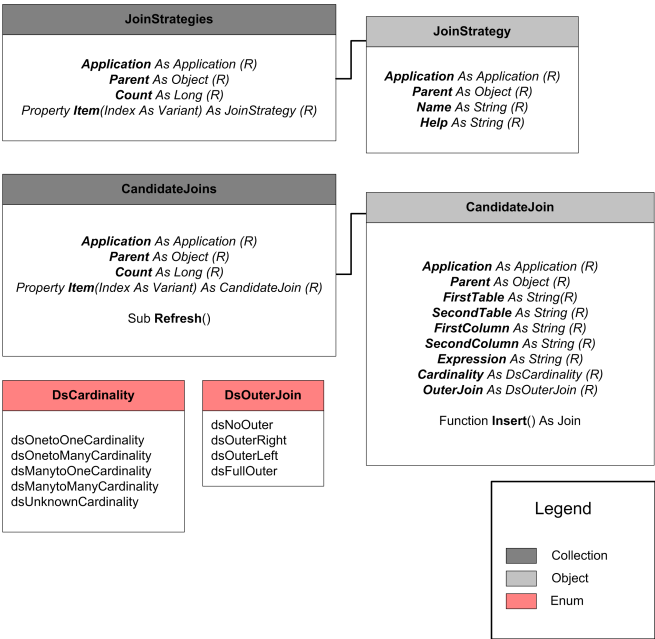 JoinStrategies
Application As Application (R)
Parent As Object (R)
Count As Long (R)
Property Item(Index As Variant) As JoinStrategy (R)
JoinStrategy
Application As Application (R)
Parent As Object (R)
Name As String (R)
Help As String (R)
CandidateJoins
Application As Application (R)
Parent As Object (R)
Count As Long (R)
Property Item(Index As Variant) As CandidateJoin (R)
Sub Refresh()
CandidateJoin
Application As Application (R)
Parent As Object (R)
FirstTable As String(R)
SecondTable As String (R)
FirstColumn As String (R)
SecondColumn As String (R)
Expression As String (R)
Cardinality As DsCardinality (R)
OuterJoin As DsOuterJoin (R)
Function Insert() As Join
DsCardinality
dsOnetoOneCardinality
dsOnetoManyCardinality
dsManytoOneCardinality
dsManytoManyCardinality
dsUnknownCardinality
DsOuterJoin
dsNoOuter
dsOuterRight
dsOuterLeft
dsFullOuter
Legend
Collection
Object
Enum